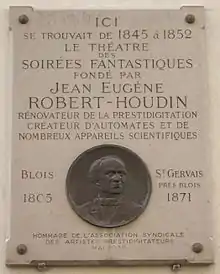 ICI
SE TROUVAIT DE 1845 à 1852
LE THÉATRE
DES
SOIRÉES FANTASTIQUES
FONDÉ PAR
JEAN EUGÈNE
ROBERT-HOUDIN
RÉNOVATEUR DE LA PRESTIDIGITATION
CRÉATEUR D'AUTOMATES ET DE
NOMBREUX APPAREILS SCIENTIFIQUES
BLOIS ST GERVAIS
PRÈS BLOIS
1805 1871
HOMMAGE DE L'ASSOCIATION SYNDICALE
DES ARTISTES PRESTIDIGITATEURS
MAI